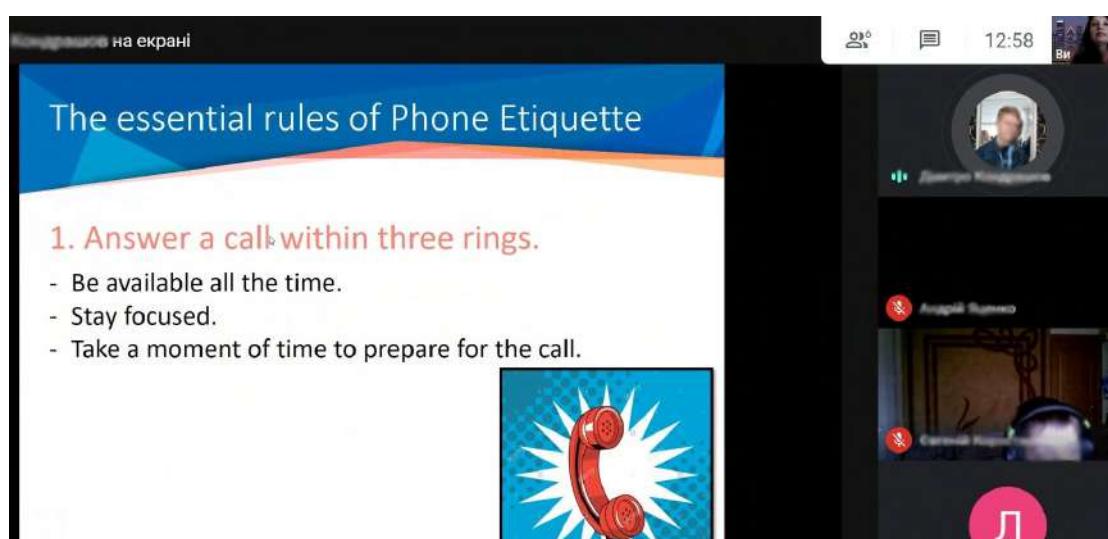 на екрані
6
12:58
Ви
The essential rules of Phone Etiquette
1. Answer a call within three rings.
- Be available all the time.
- Stay focused.
- Take a moment of time to prepare for the call.
Л